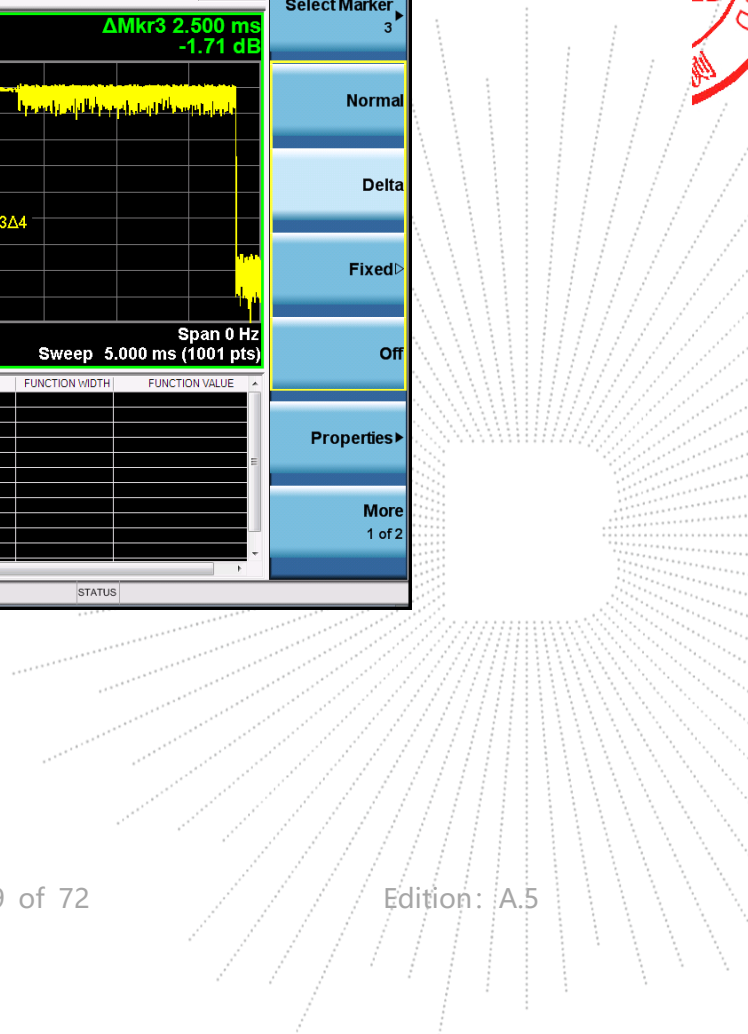 Select Marker
3
ΔMkr3 2.500 ms
-1.71 dB
Normal
Delta
3Δ4
Fixed
Off
Span 0 Hz
Sweep 5.000 ms (1001 pts)
FUNCTION WIDTH FUNCTION VALUE
Properties
More
1 of 2
STATUS
of 72
Edition: A.5